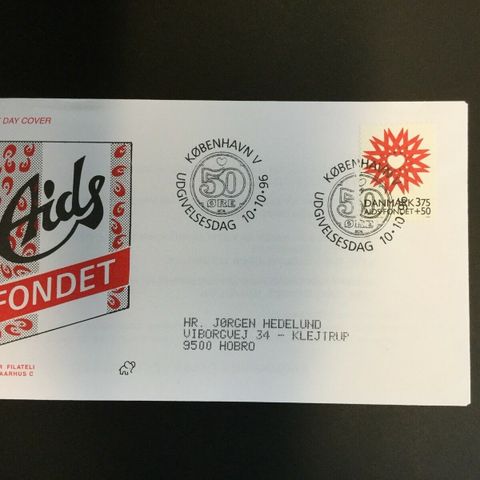 DAY COVER
Aids
FONDET
FILATELI
AARHUS C
KØBENHAVN V
50
ØRE
UDGIVELSESDAG 10.10.96
KØBENHAVN V
50
UDGIVELSESDAG 10.10.96
DANMARK 375
AIDSFONDET +50
HR. JØRGEN HEDELUND
VIBORGVEJ 34 - KLEJTRUP
9500 HOBRO